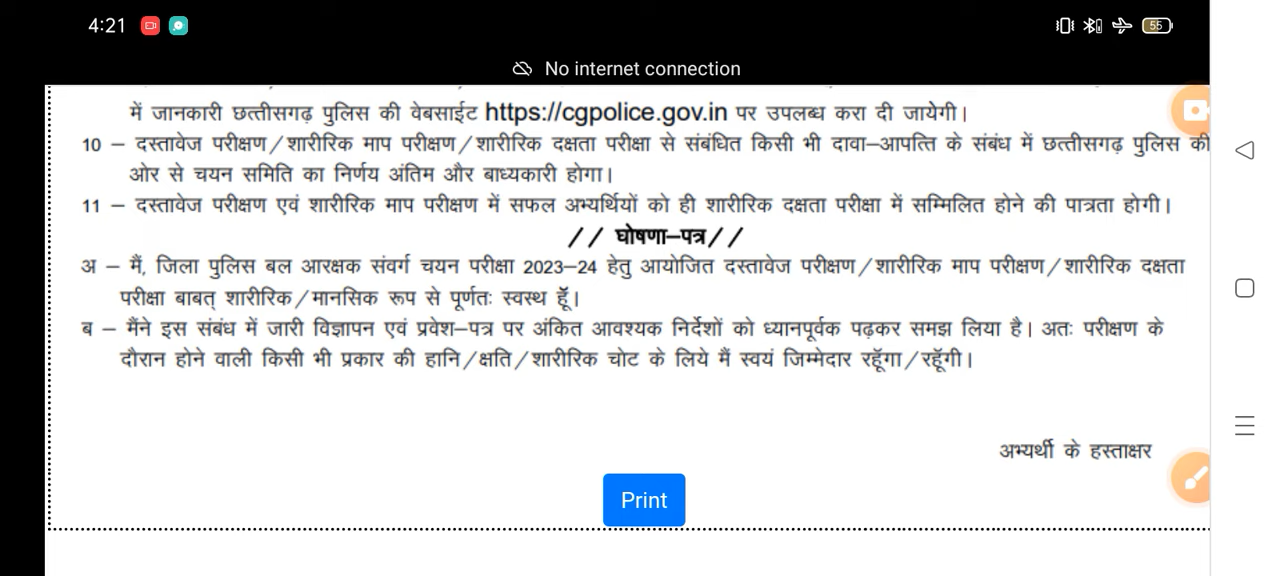 4:21
55
No internet connection
में जानकारी छत्तीसगढ़ पुलिस की वेबसाईट https://cgpolice.gov.in पर उपलब्ध करा दी जायेगी।
10 – दस्तावेज परीक्षण/शारीरिक माप परीक्षण/शारीरिक दक्षता परीक्षा से संबंधित किसी भी दावा–आपत्ति के संबंध में छत्तीसगढ़ पुलिस की
ओर से चयन समिति का निर्णय अंतिम और बाध्यकारी होगा।
11 – दस्तावेज परीक्षण एवं शारीरिक माप परीक्षण में सफल अभ्यर्थियों को ही शारीरिक दक्षता परीक्षा में सम्मिलित होने की पात्रता होगी।
// घोषणा–पत्र//
अ – मैं, जिला पुलिस बल आरक्षक संवर्ग चयन परीक्षा 2023–24 हेतु आयोजित दस्तावेज परीक्षण/शारीरिक माप परीक्षण/शारीरिक दक्षता
परीक्षा बाबत् शारीरिक/मानसिक रूप से पूर्णतः स्वस्थ हूॅं।
ब – मैंने इस संबंध में जारी विज्ञापन एवं प्रवेश–पत्र पर अंकित आवश्यक निर्देशों को ध्यानपूर्वक पढ़कर समझ लिया है। अतः परीक्षण के
दौरान होने वाली किसी भी प्रकार की हानि/क्षति/शारीरिक चोट के लिये मैं स्वयं जिम्मेदार रहूॅंगा/रहूॅंगी।
अभ्यर्थी के हस्ताक्षर
Print